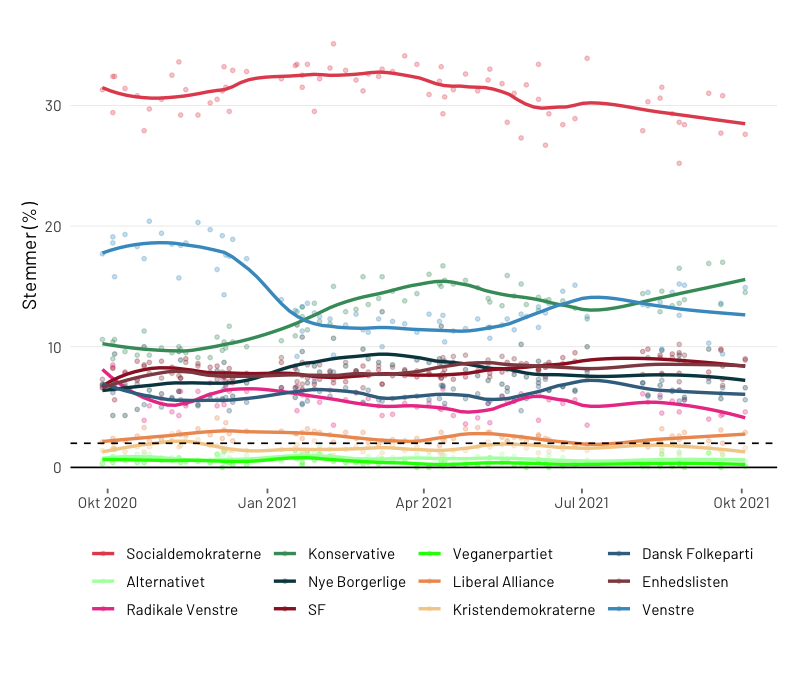 Stemmer(%)
30
20
10
0
Okt 2020 Jan 2021 Apr 2021 Jul 2021 Okt 2021
Socialdemokraterne Konservative Veganerpartiet Dansk Folkeparti
Alternativet Nye Borgerlige Liberal Alliance Enhedslisten
Radikale Venstre SF Kristendemokraterne Venstre